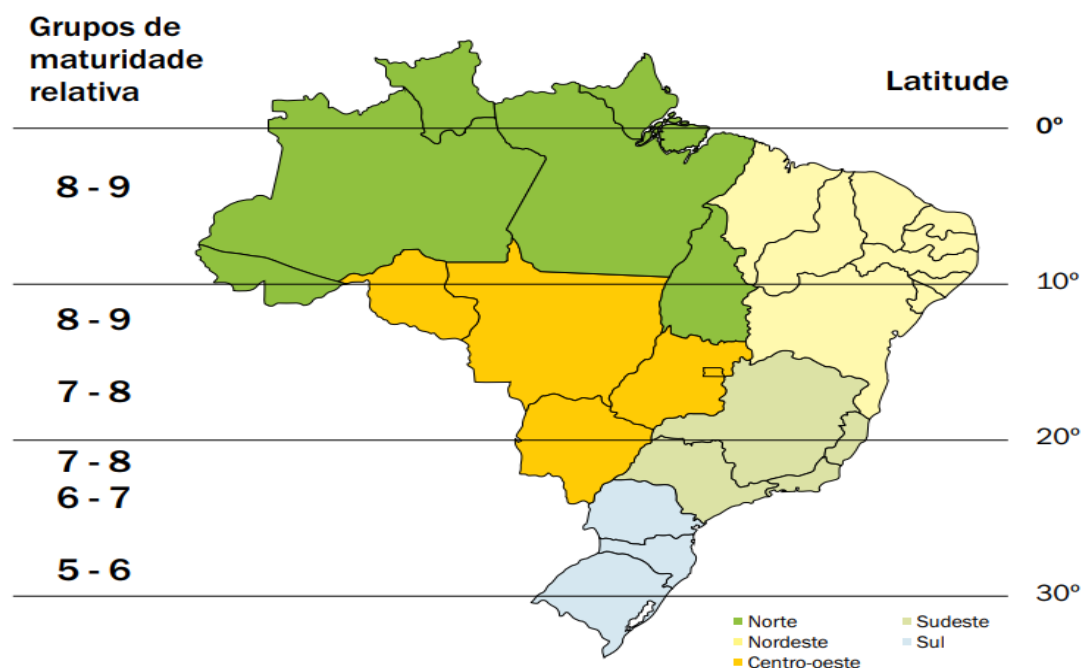 Grupos de
maturidade
relativa
Latitude
0º
8 - 9
10º
8 - 9
7 - 8
20º
7 - 8
6 - 7
5 - 6
30º
Norte
Nordeste
Centro-oeste
Sudeste
Sul